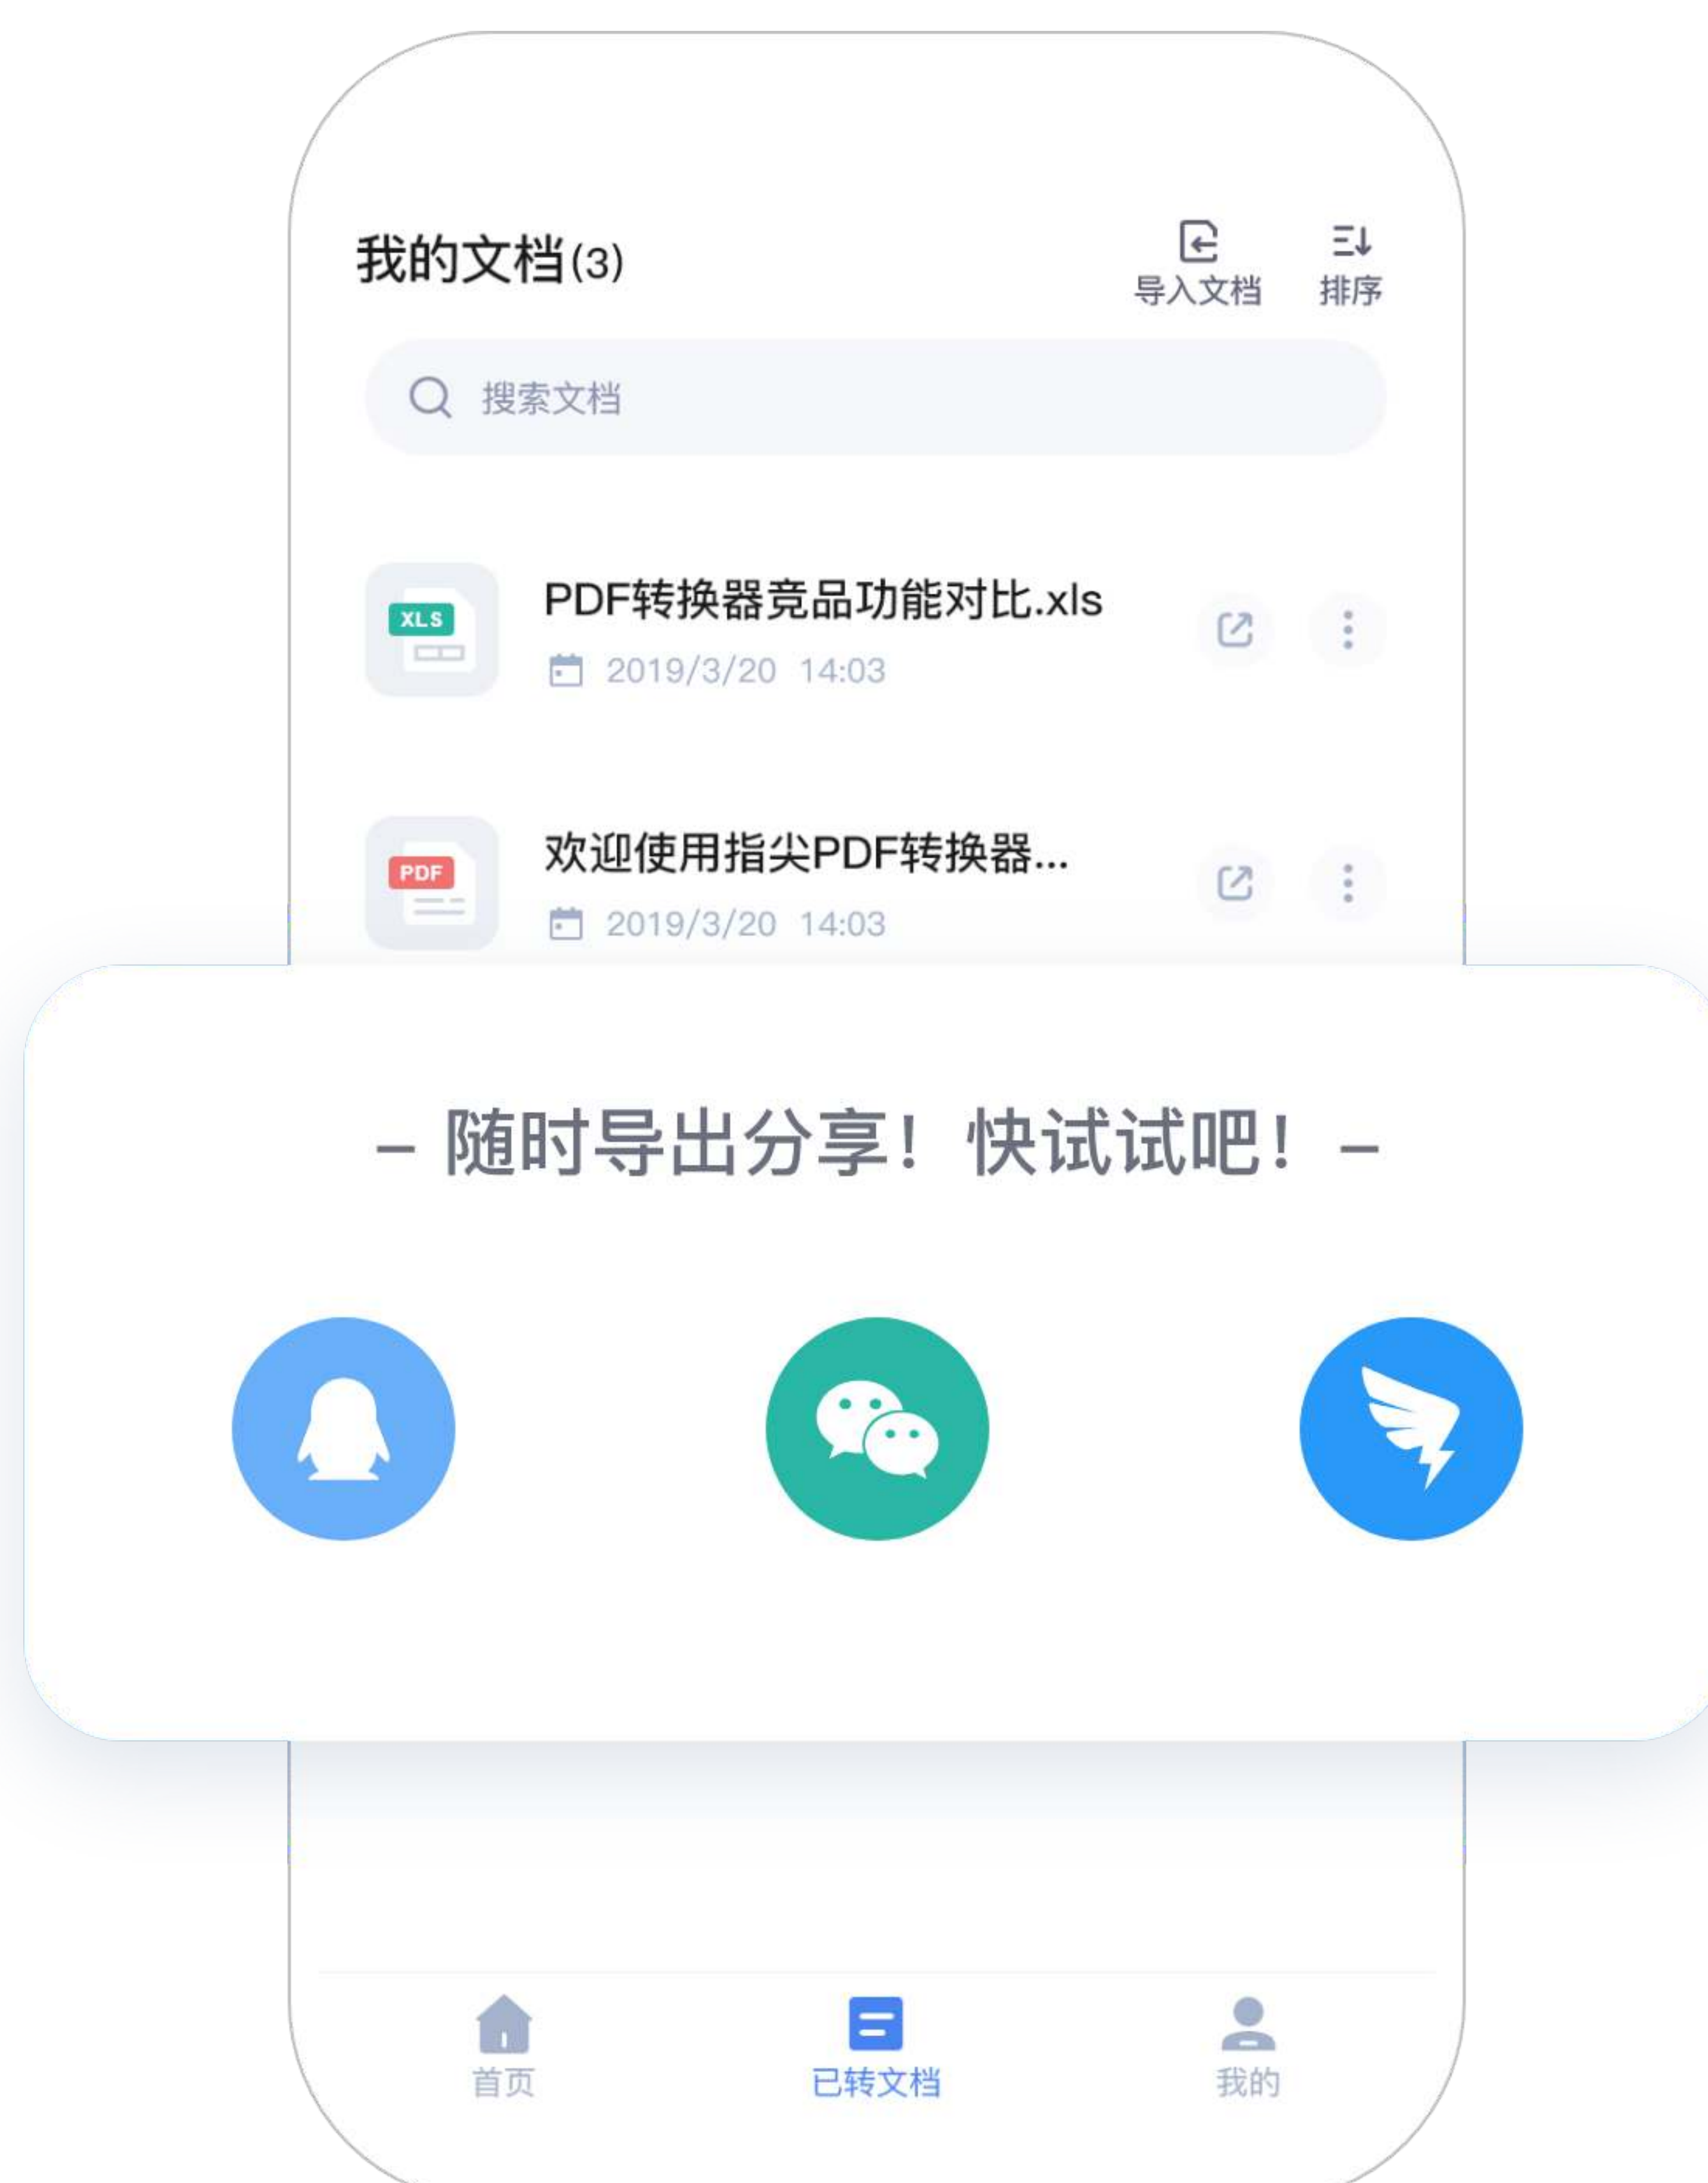 我的文档(3)
导入文档
排序
搜索文档
XLS
PDF转换器竞品功能对比.xls
2019/3/20 14:03
PDF
欢迎使用指尖PDF转换器...
2019/3/20 14:03
– 随时导出分享！快试试吧！ –
首页
已转文档
我的